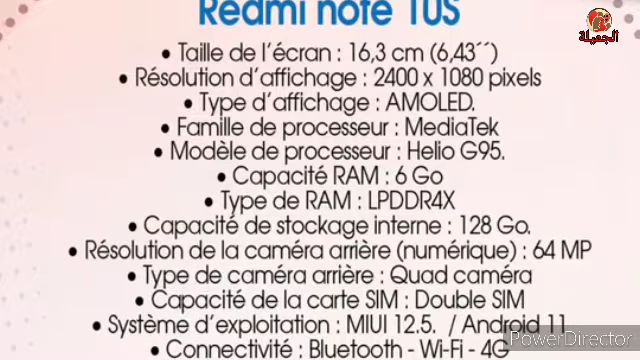 Redmi note 10S
• Taille de l'écran : 16,3 cm (6,43´´)
• Résolution d'affichage : 2400 x 1080 pixels
• Type d'affichage : AMOLED.
• Famille de processeur : MediaTek
• Modèle de processeur : Helio G95.
• Capacité RAM : 6 Go
• Type de RAM : LPDDR4X
• Capacité de stockage interne : 128 Go.
• Résolution de la caméra arrière (numérique) : 64 MP
• Type de caméra arrière : Quad caméra
• Capacité de la carte SIM : Double SIM
• Système d'exploitation : MIUI 12.5. / Android 11
• Connectivité : Bluetooth - Wi-Fi - 4G
الجميلة
PowerDirector